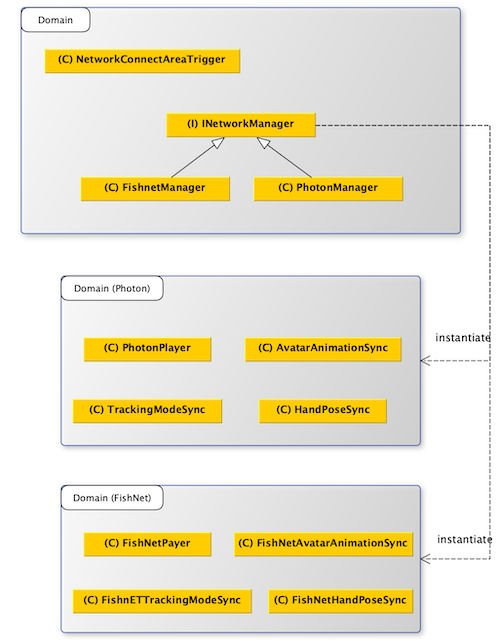 Domain
(C) NetworkConnectAreaTrigger
(I) INetworkManager
(C) FishnetManager
(C) PhotonManager
Domain (Photon)
instantiate
(C) PhotonPlayer
(C) AvatarAnimationSync
(C) TrackingModeSync
(C) HandPoseSync
Domain (FishNet)
instantiate
(C) FishNetPayer
(C) FishNetAvatarAnimationSync
(C) FishnETTrackingModeSync
(C) FishNetHandPoseSync